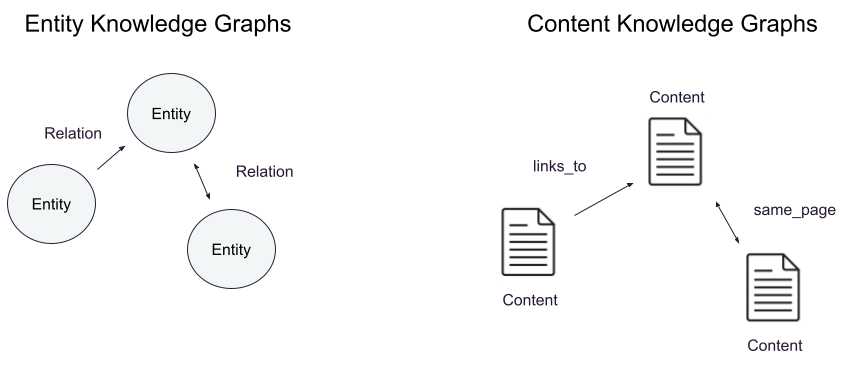 Entity Knowledge Graphs
Entity
Relation
Relation
Entity
Entity
Content Knowledge Graphs
Content
links_to
same_page
Content
Content